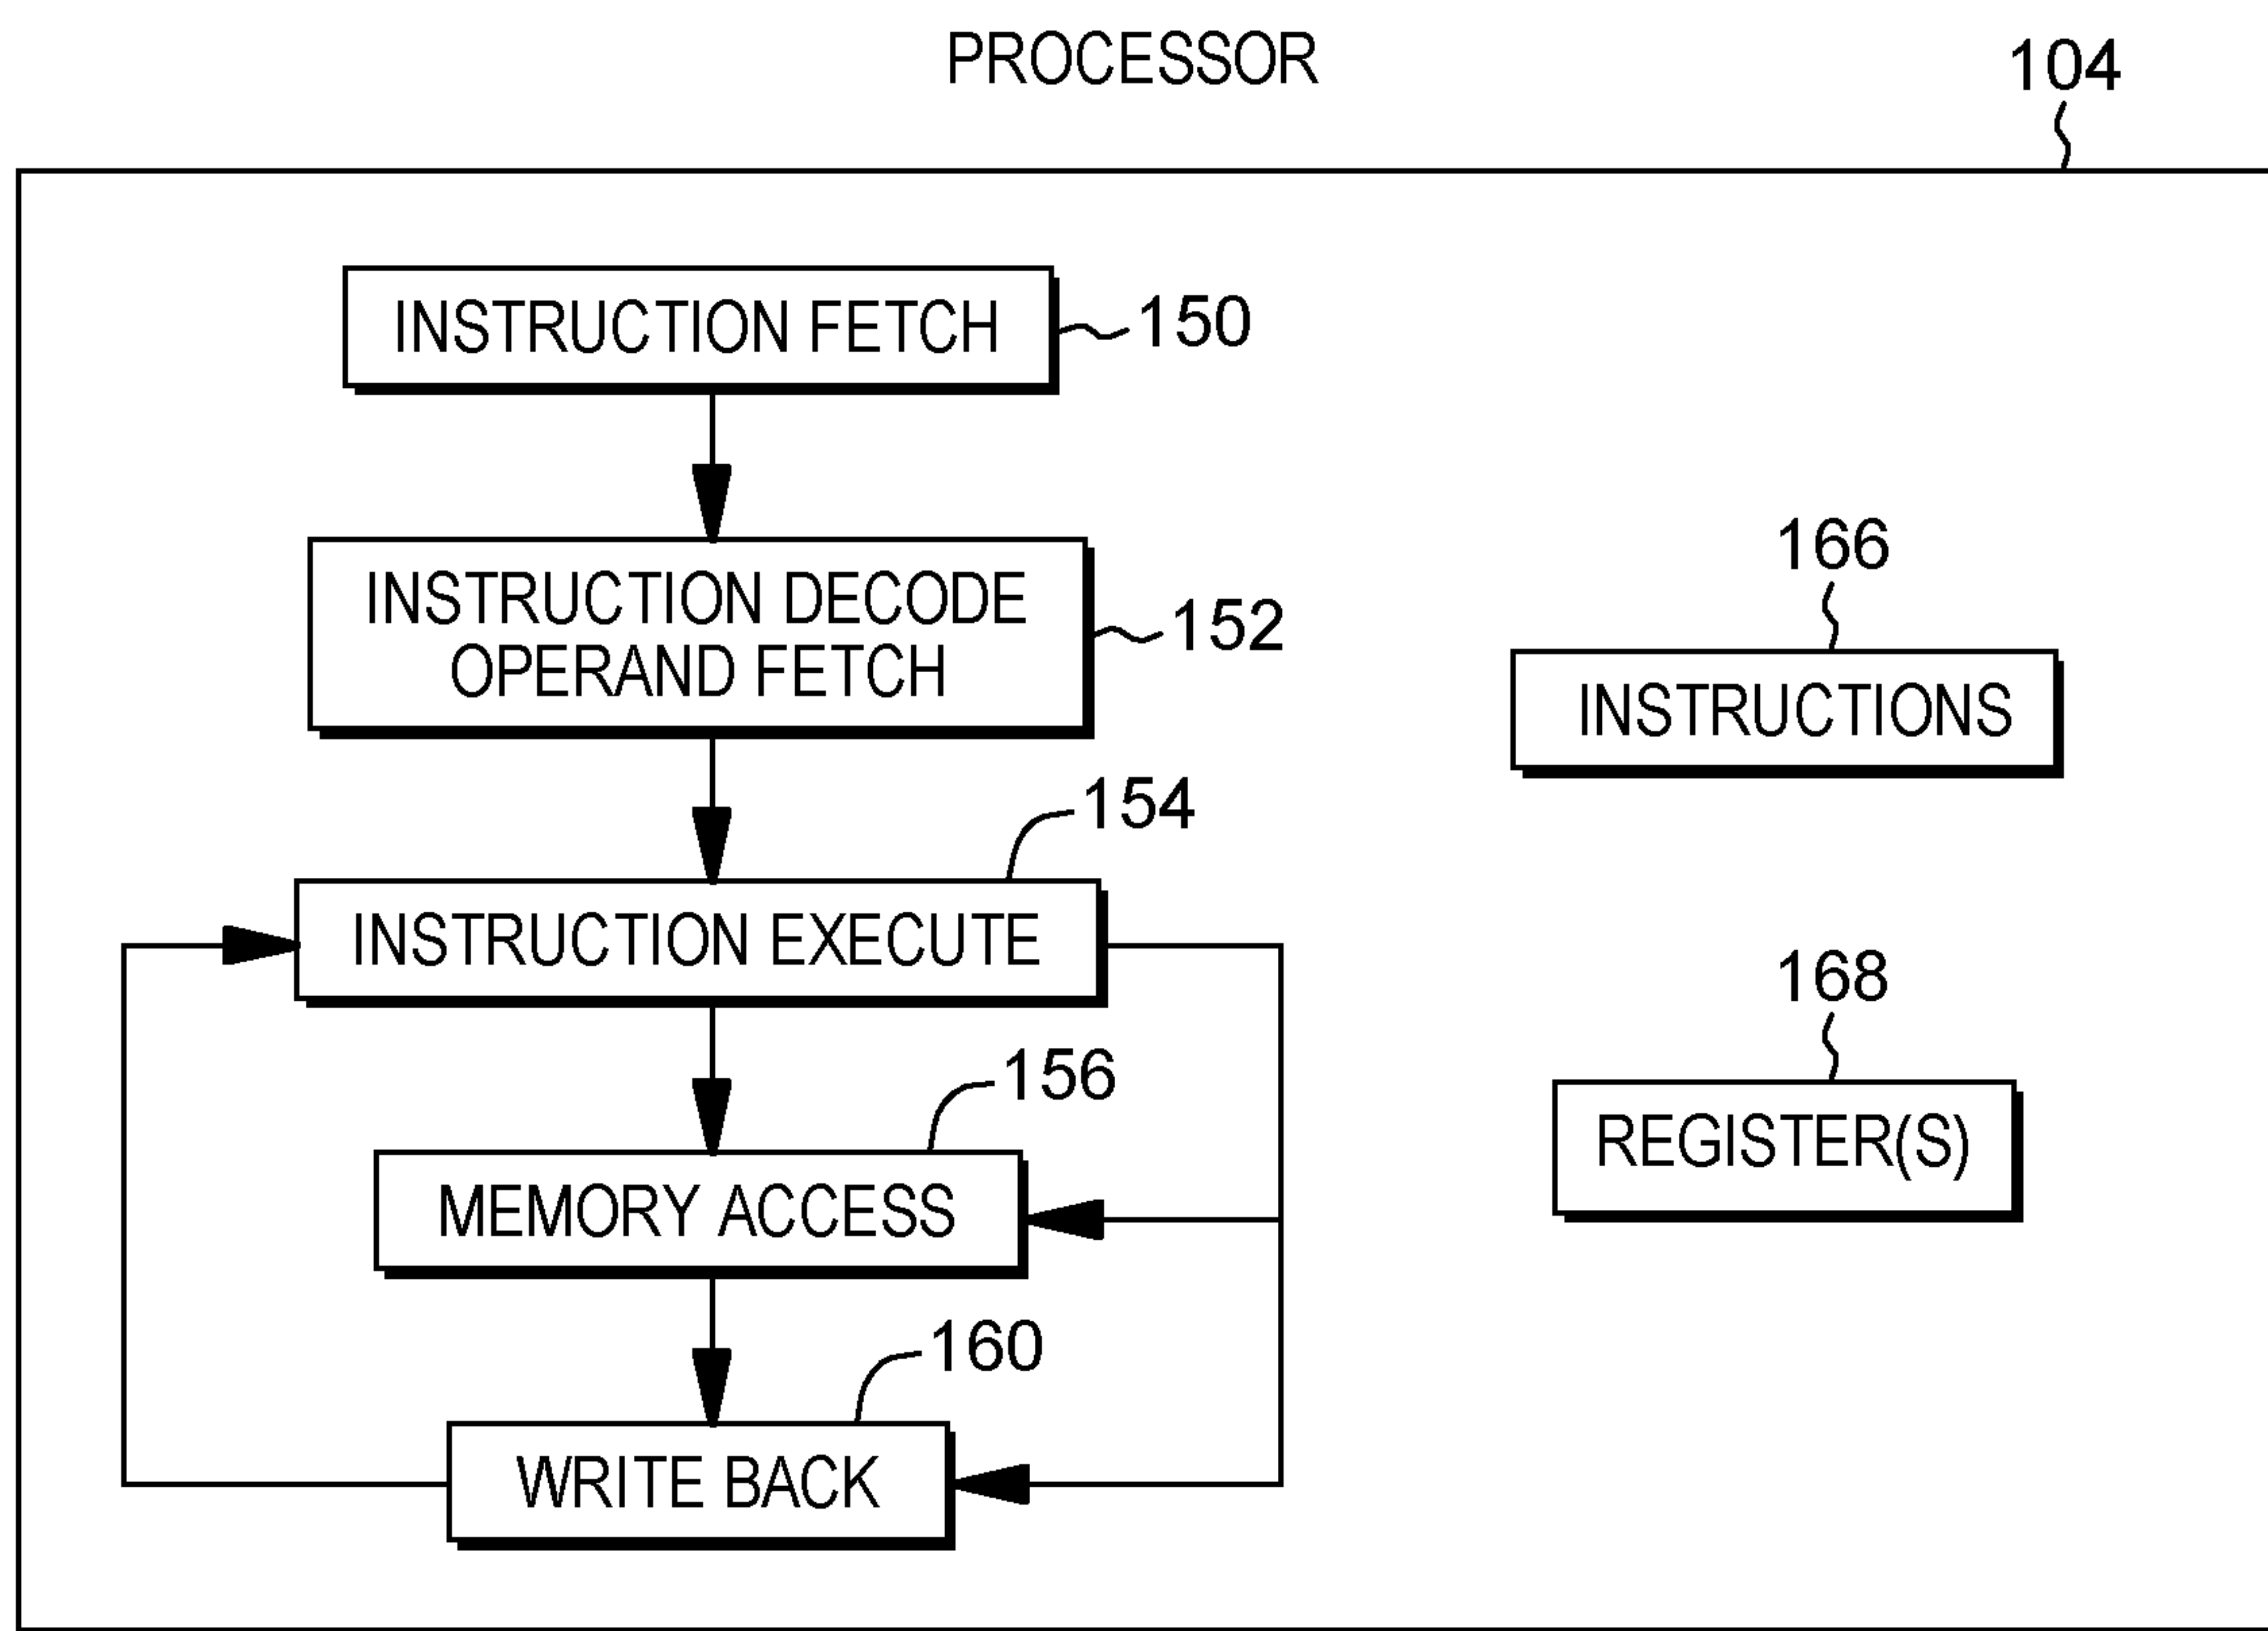 PROCESSOR
104
INSTRUCTION FETCH
150
INSTRUCTION DECODE
OPERAND FETCH
152
166
INSTRUCTIONS
154
INSTRUCTION EXECUTE
168
REGISTER(S)
156
MEMORY ACCESS
160
WRITE BACK